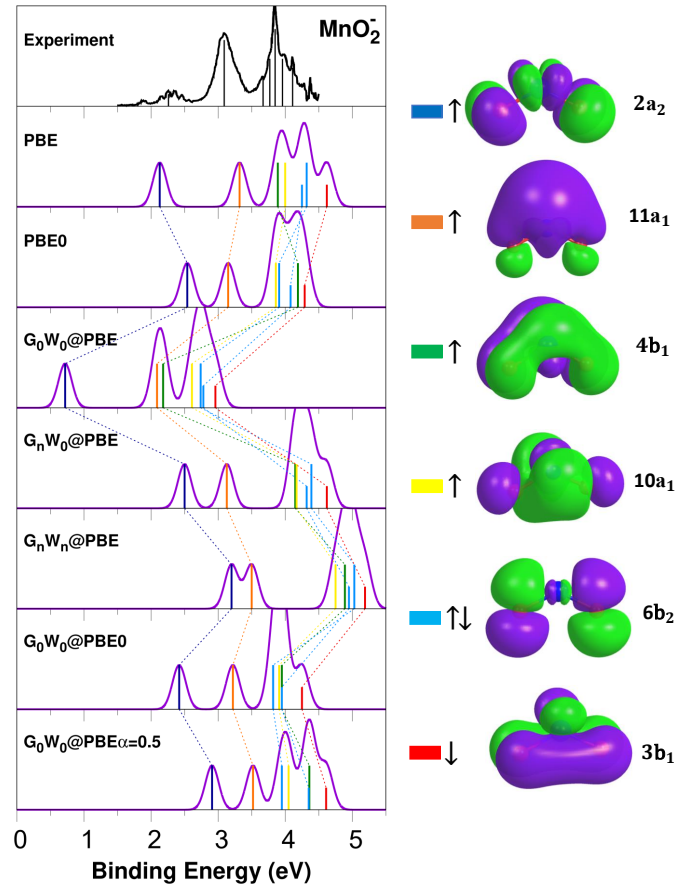 MnO₂⁻
Experiment
PBE
PBE0
G₀W₀@PBE
GₙW₀@PBE
GₙWₙ@PBE
G₀W₀@PBE0
G₀W₀@PBEα=0.5
0 1 2 3 4 5
Binding Energy (eV)
↑ 2a₂
↑ 11a₁
↑ 4b₁
↑ 10a₁
↑↓ 6b₂
↓ 3b₁